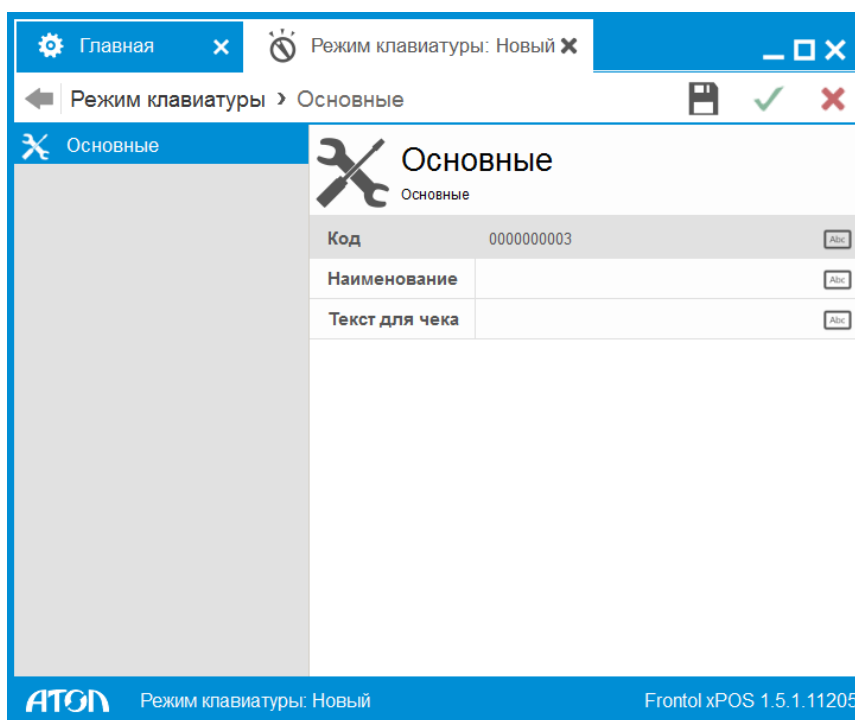 Главная
Режим клавиатуры: Новый
Режим клавиатуры › Основные
Основные
Основные
Основные
Код 0000000003 Abc
Наименование Abc
Текст для чека Abc
ATOL Режим клавиатуры: Новый Frontol xPOS 1.5.1.11205